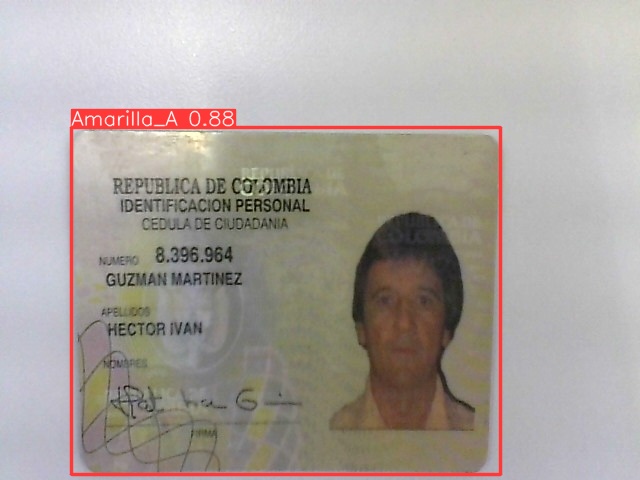 Amarilla_A 0.88
REPUBLICA DE COLOMBIA
IDENTIFICACION PERSONAL
CEDULA DE CIUDADANIA
NUMERO 8.396.964
GUZMAN MARTINEZ
APELLIDOS
HECTOR IVAN
NOMBRES
FIRMA